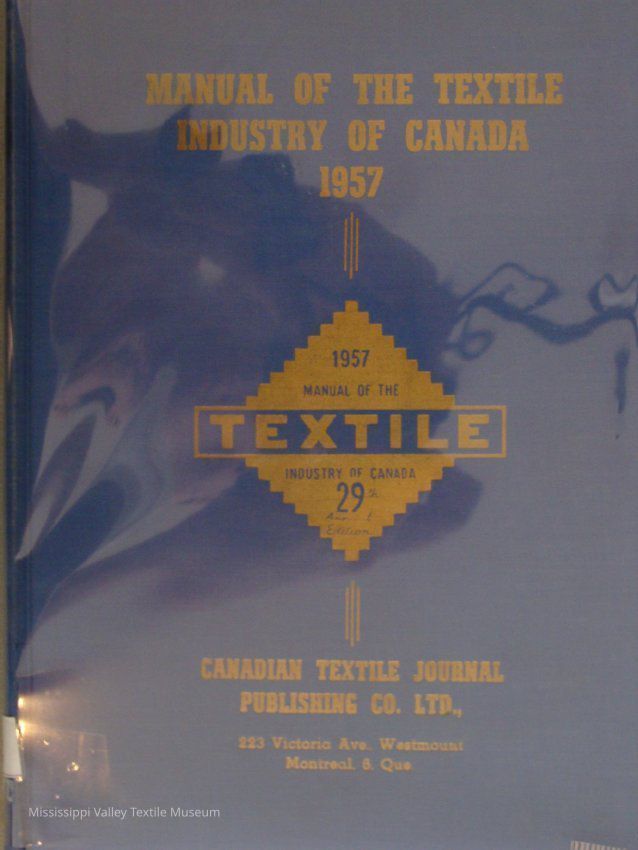 MANUAL OF THE TEXTILE
INDUSTRY OF CANADA
1957
1957
MANUAL OF THE
TEXTILE
INDUSTRY OF CANADA
29th
Edition
CANADIAN TEXTILE JOURNAL
PUBLISHING CO. LTD.,
223 Victoria Ave., Westmount
Montreal, 6, Que.
Mississippi Valley Textile Museum